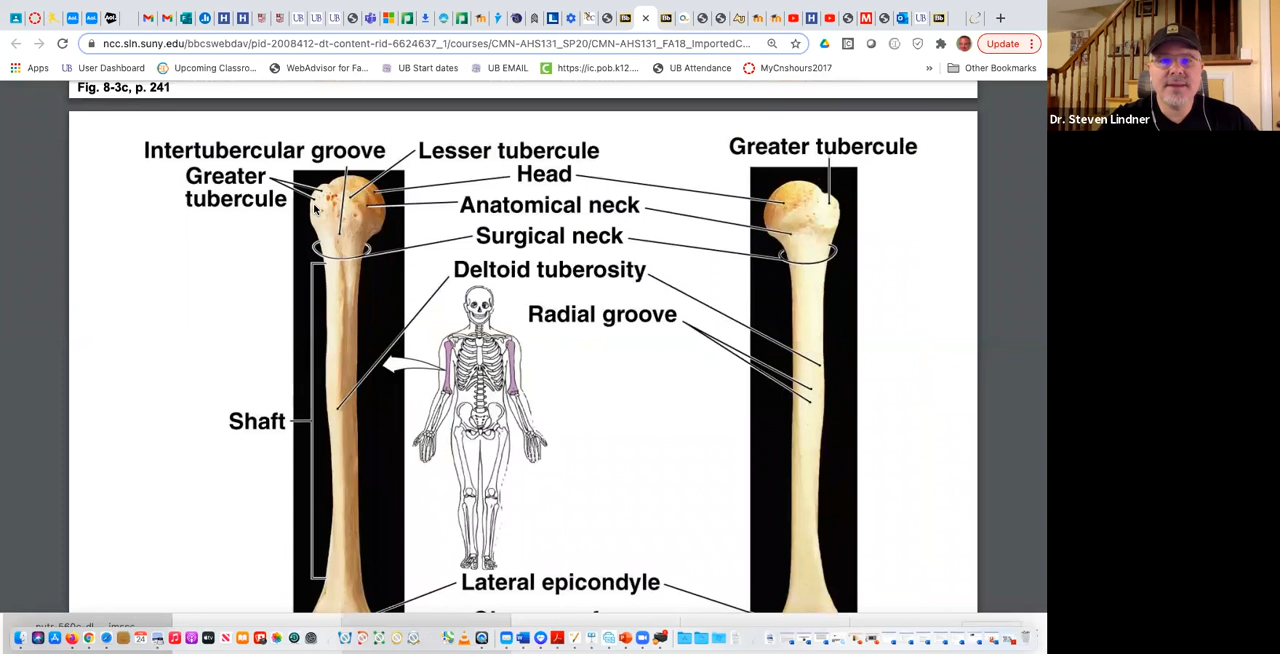 ncc.sln.suny.edu/bbcswebdav/pid-2008412-dt-content-rid-6624637_1/courses/CMN-AHS131_SP20/CMN-AHS131_FA18_ImportedC...
Update
Apps
User Dashboard
Upcoming Classro...
WebAdvisor for Fa...
UB Start dates
UB EMAIL
https://ic.pob.k12....
UB Attendance
MyCnshours2017
»
Other Bookmarks
Fig. 8-3c, p. 241
Dr. Steven Lindner
Intertubercular groove
Lesser tubercule
Greater tubercule
Greater
tubercule
Head
Anatomical neck
Surgical neck
Deltoid tuberosity
Radial groove
Shaft
Lateral epicondyle